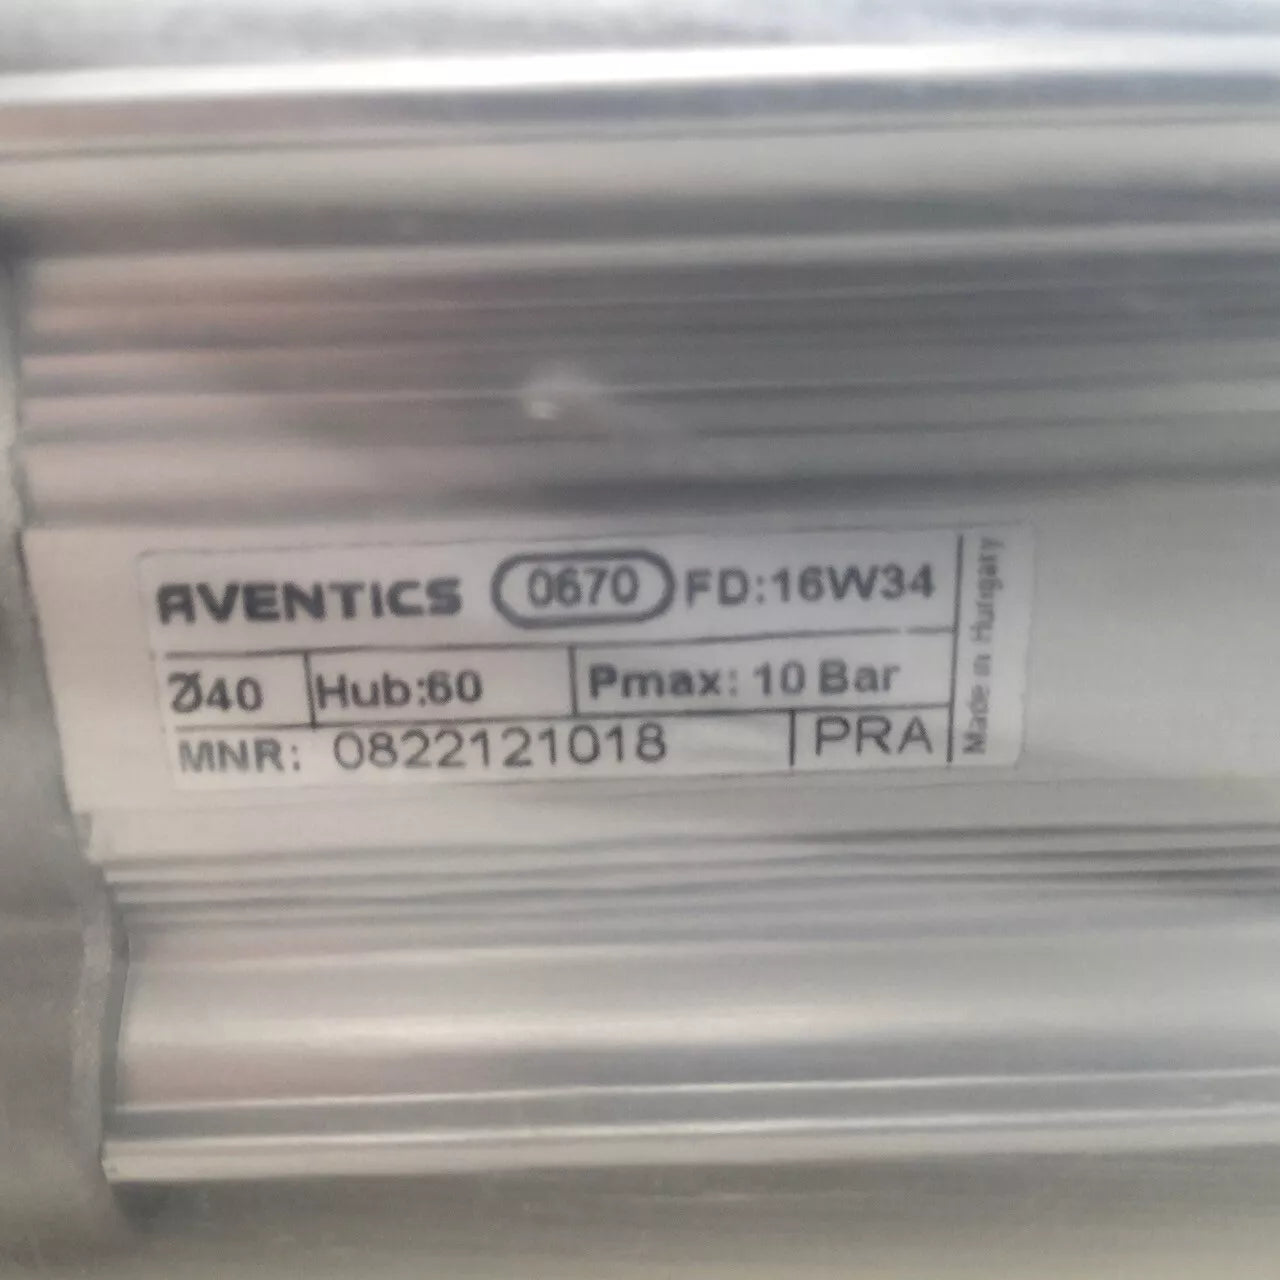 AVENTICS 0670 FD:16W34
Ø40 Hub:60 Pmax: 10 Bar
MNR: 0822121018 PRA
Made in Hungary